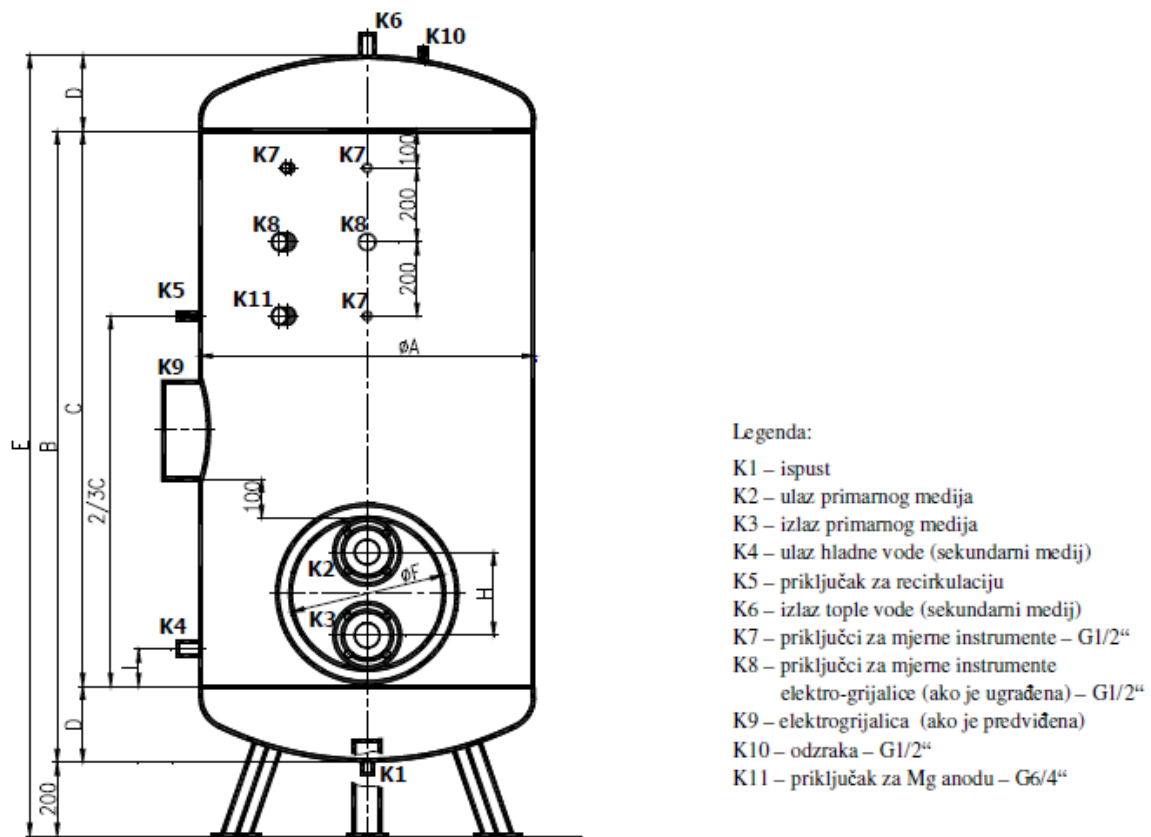 K6
K10
D
K7 K7
100
200
K8 K8
K5
K11 K7
200
ØA
K9
E
B
C
2/3C
100
K2
ØF
H
K3
K4
I
D
K1
200
Legenda:
K1 – ispust
K2 – ulaz primarnog medija
K3 – izlaz primarnog medija
K4 – ulaz hladne vode (sekundarni medij)
K5 – priključak za recirkulaciju
K6 – izlaz tople vode (sekundarni medij)
K7 – priključci za mjerne instrumente – G1/2“
K8 – priključci za mjerne instrumente
elektro-grijalice (ako je ugrađena) – G1/2“
K9 – elektrogrijalica (ako je predviđena)
K10 – odzraka – G1/2“
K11 – priključak za Mg anodu – G6/4“